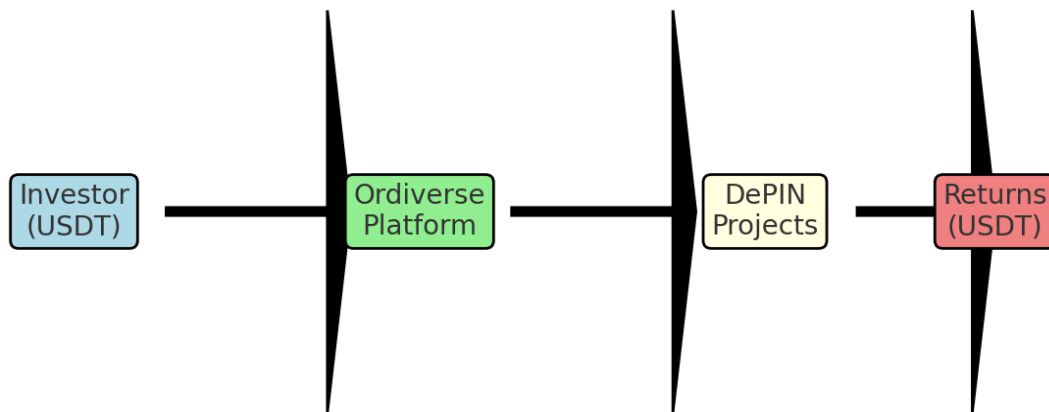 Investor
(USDT)
Ordiverse
Platform
DePIN
Projects
Returns
(USDT)